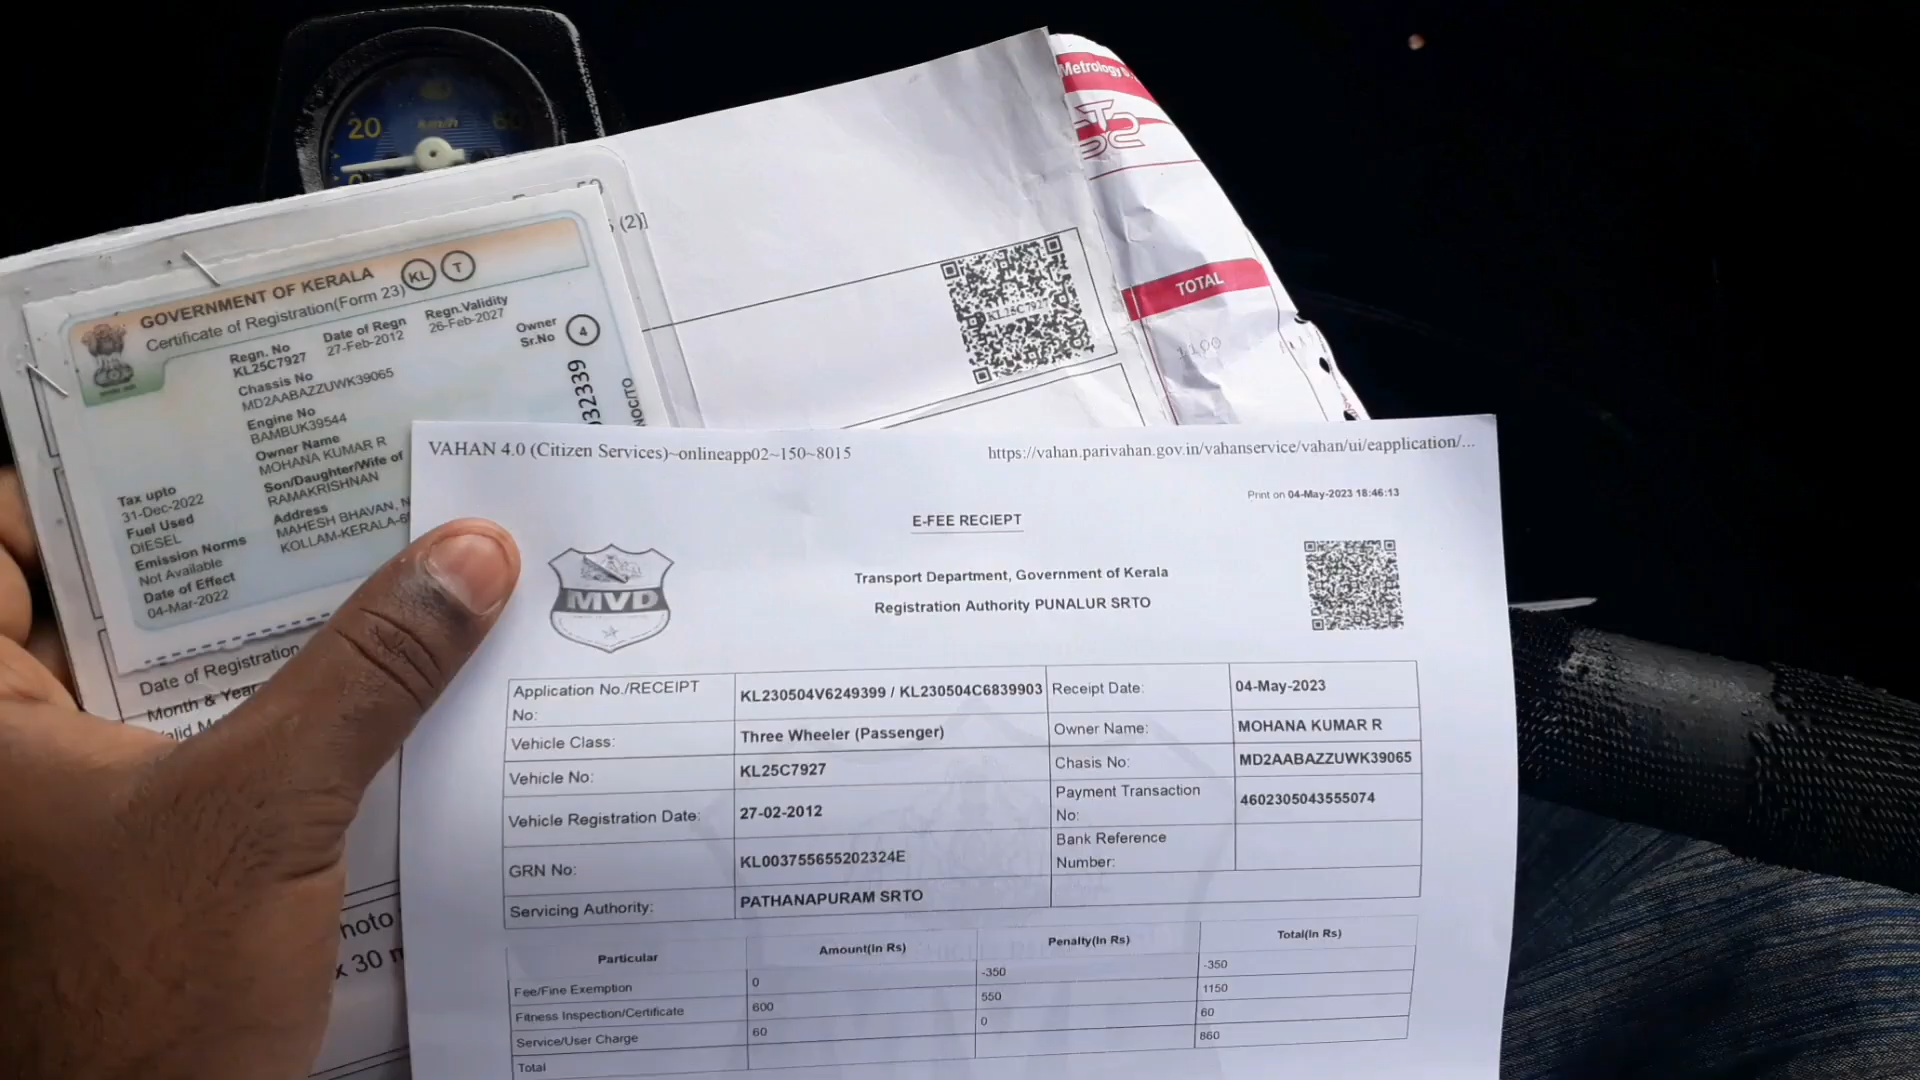 20 km/h 60
0
Metrology
TOTAL
1100
(2)]
KL25C7927
GOVERNMENT OF KERALA KL T
Certificate of Registration(Form 23)
Regn. No Date of Regn Regn.Validity
KL25C7927 27-Feb-2012 26-Feb-2027
Owner
Sr.No 4
Chassis No
MD2AABAZZUWK39065
Engine No
BAMBUK39544
Owner Name
MOHANA KUMAR R
Son/Daughter/Wife of
RAMAKRISHNAN
Address
MAHESH BHAVAN, N
KOLLAM-KERALA-6
Tax upto
31-Dec-2022
Fuel Used
DIESEL
Emission Norms
Not Available
Date of Effect
04-Mar-2022
32339
Date of Registration
Month & Year
hoto
x 30 m
VAHAN 4.0 (Citizen Services)~onlineapp02~150~8015 https://vahan.parivahan.gov.in/vahanservice/vahan/ui/eapplication/...
Print on 04-May-2023 18:46:13
E-FEE RECIEPT
MVD
Transport Department, Government of Kerala
Registration Authority PUNALUR SRTO
Application No./RECEIPT No: KL230504V6249399 / KL230504C6839903 Receipt Date: 04-May-2023
Vehicle Class: Three Wheeler (Passenger) Owner Name: MOHANA KUMAR R
Vehicle No: KL25C7927 Chasis No: MD2AABAZZUWK39065
Vehicle Registration Date: 27-02-2012 Payment Transaction No: 4602305043555074
GRN No: KL003755655202324E Bank Reference Number:
Servicing Authority: PATHANAPURAM SRTO
Particular Amount(In Rs) Penalty(In Rs) Total(In Rs)
Fee/Fine Exemption 0 -350 -350
Fitness Inspection/Certificate 600 550 1150
Service/User Charge 60 0 60
Total 860